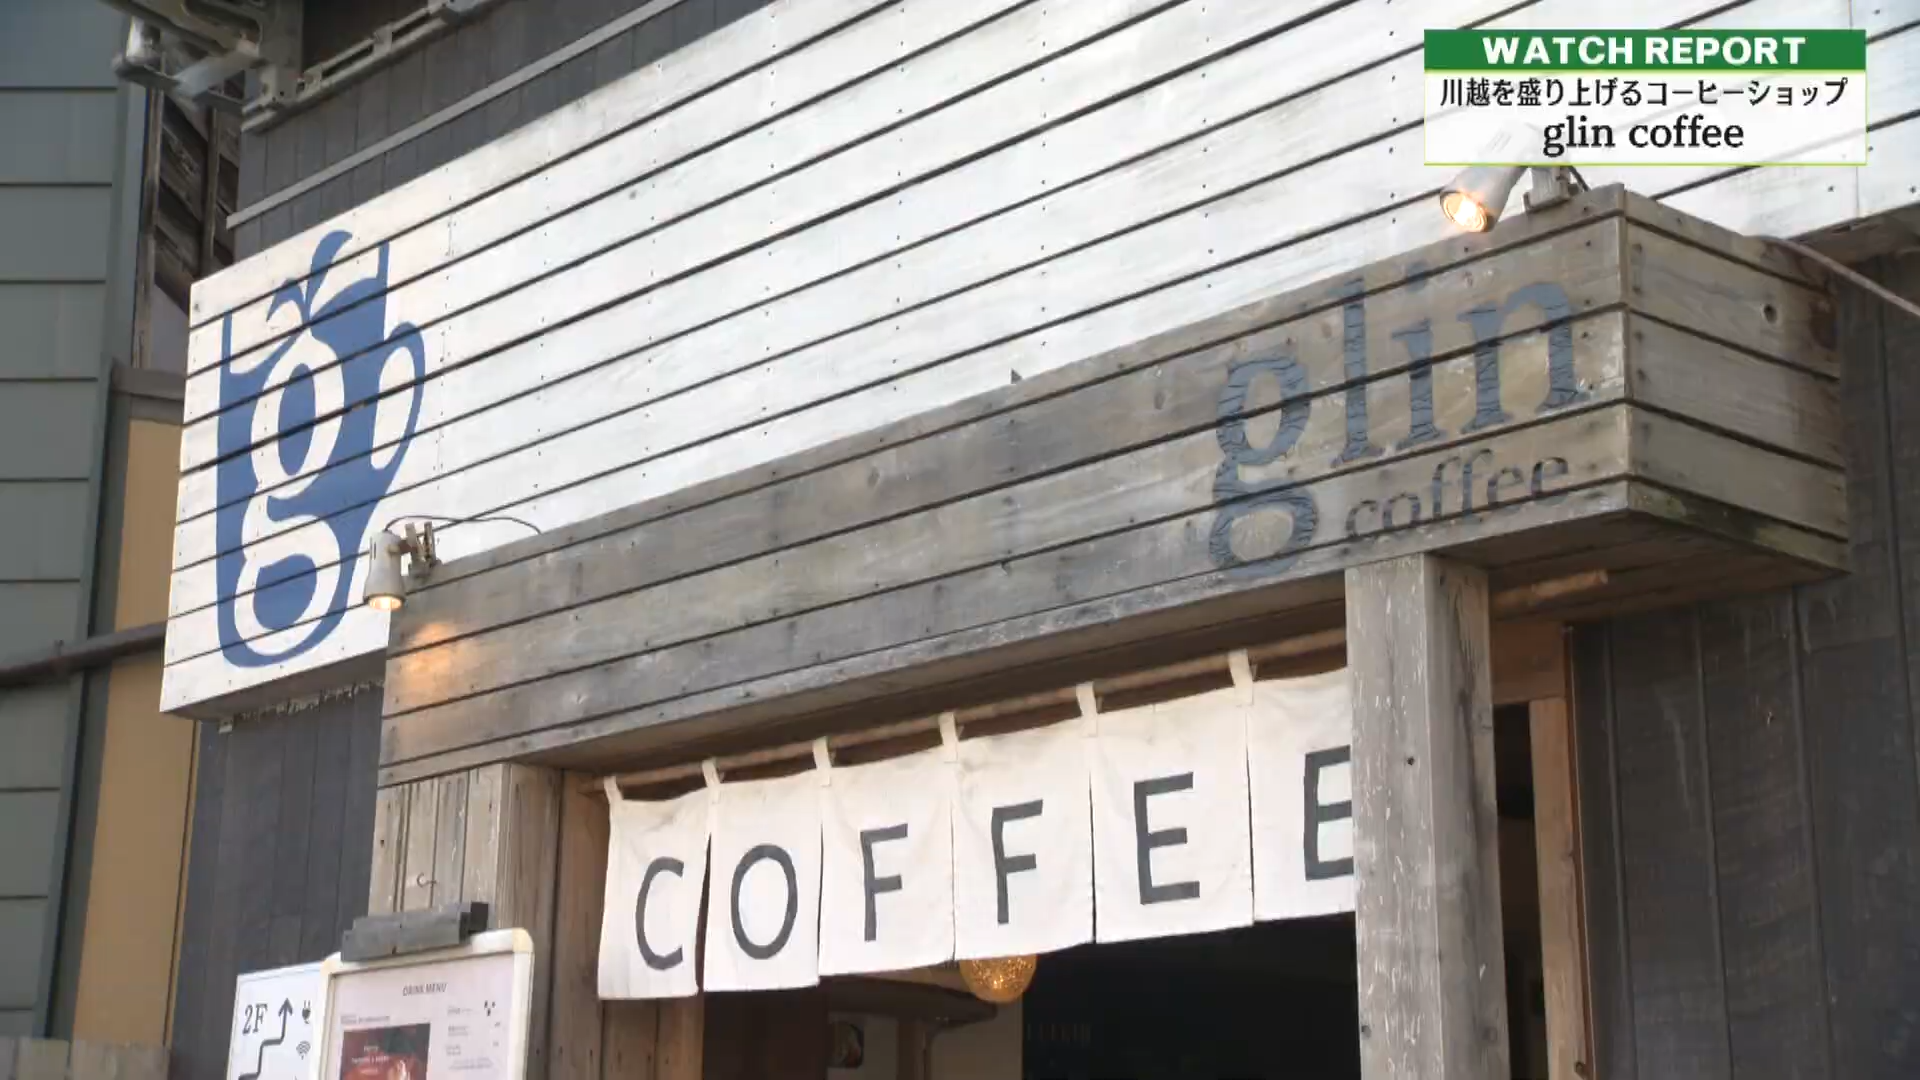 WATCH REPORT
川越を盛り上げるコーヒーショップ
glin coffee
g
glin
coffee
COFFEE
2F
DRINK MENU